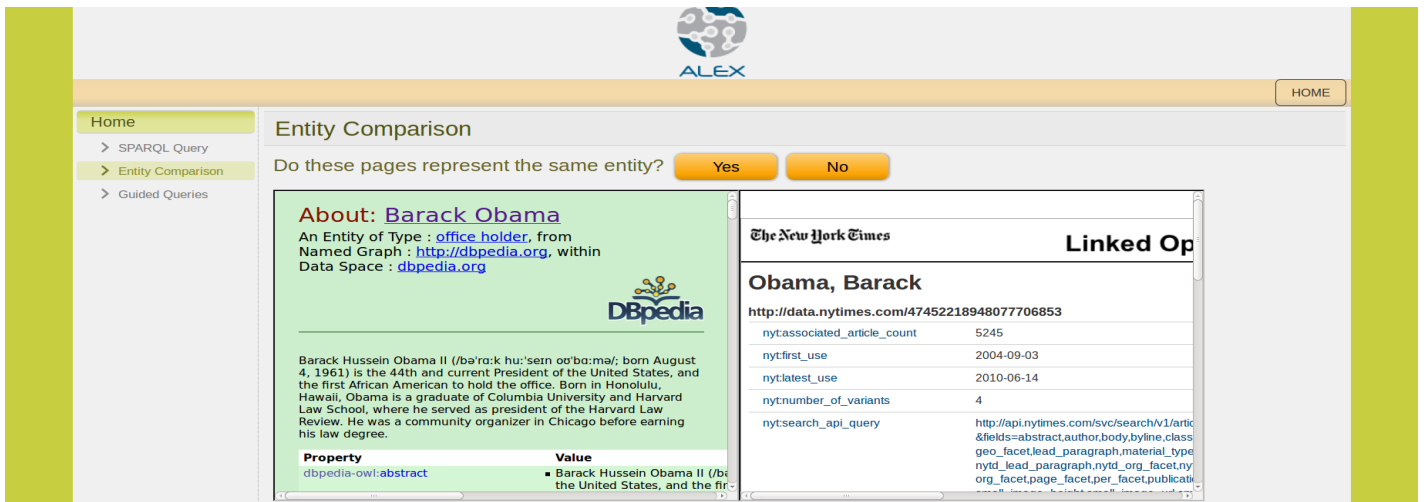 ALEX
HOME
Home
SPARQL Query
Entity Comparison
Guided Queries
Entity Comparison
Do these pages represent the same entity? Yes No
About: Barack Obama
An Entity of Type : office holder, from
Named Graph : http://dbpedia.org, within
Data Space : dbpedia.org
DBpedia
Barack Hussein Obama II (/bəˈrɑːk huːˈseɪn oʊˈbɑːmə/; born August
4, 1961) is the 44th and current President of the United States, and
the first African American to hold the office. Born in Honolulu,
Hawaii, Obama is a graduate of Columbia University and Harvard
Law School, where he served as president of the Harvard Law
Review. He was a community organizer in Chicago before earning
his law degree.
Property Value
dbpedia-owl:abstract Barack Hussein Obama II (/bə
the United States, and the fir
The New York Times
Linked Op
Obama, Barack
http://data.nytimes.com/47452218948077706853
nyt:associated_article_count 5245
nyt:first_use 2004-09-03
nyt:latest_use 2010-06-14
nyt:number_of_variants 4
nyt:search_api_query http://api.nytimes.com/svc/search/v1/artic
&fields=abstract,author,body,byline,class
geo_facet,lead_paragraph,material_type
nytd_lead_paragraph,nytd_org_facet,ny
org_facet,page_facet,per_facet,publicati